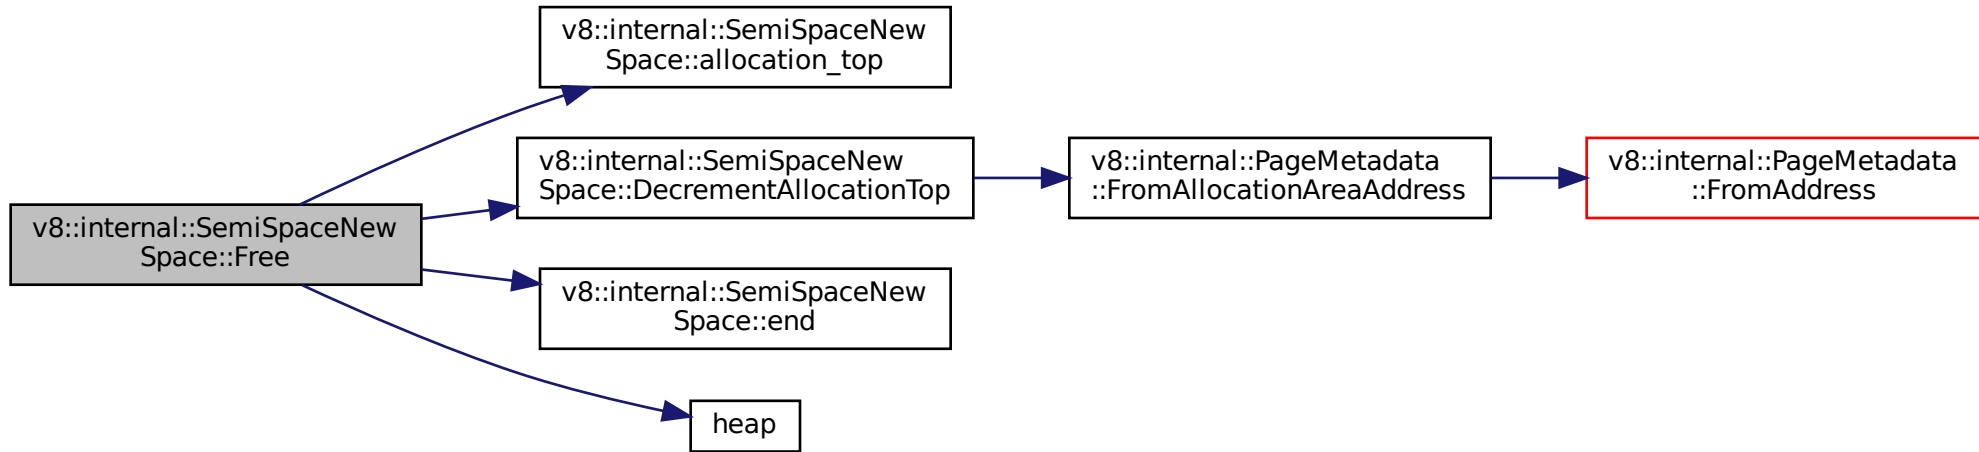 v8::internal::SemiSpaceNew
Space::Free
v8::internal::SemiSpaceNew
Space::allocation_top
v8::internal::SemiSpaceNew
Space::DecrementAllocationTop
v8::internal::PageMetadata
::FromAllocationAreaAddress
v8::internal::PageMetadata
::FromAddress
v8::internal::SemiSpaceNew
Space::end
heap